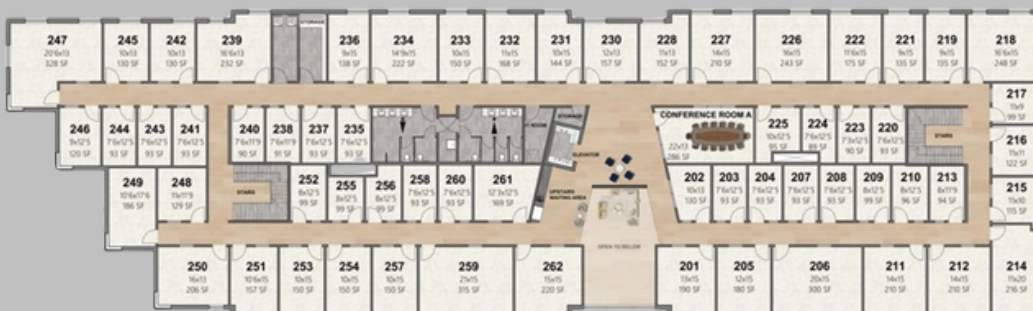 247
20'6x13
328 SF
245
10x13
130 SF
242
10x13
130 SF
239
16'6x13
232 SF
STORAGE
236
9x15
138 SF
234
14'9x15
222 SF
233
10x15
150 SF
232
11x15
168 SF
231
10x15
144 SF
230
12x13
157 SF
228
11x13
152 SF
227
14x15
210 SF
226
16x15
243 SF
222
11'6x15
175 SF
221
9x15
135 SF
219
9x15
135 SF
218
16'6x15
248 SF
217
11x9
99 SF
246
9x12'5
120 SF
244
7'6x12'5
93 SF
243
7'6x12'5
93 SF
241
7'6x12'5
93 SF
240
7'6x11'9
90 SF
238
7'6x11'9
91 SF
237
7'6x12'5
93 SF
235
7'6x12'5
93 SF
STORAGE
ELEVATOR
CONFERENCE ROOM A
22x13
286 SF
225
10x12'5
95 SF
224
7'6x12'5
89 SF
223
7'3x12'5
90 SF
220
7'6x12'5
93 SF
STAIRS
216
11x11
122 SF
249
10'6x17'6
186 SF
248
11x11'9
129 SF
STAIRS
252
8x12'5
99 SF
255
8x12'5
99 SF
256
8x12'5
99 SF
258
7'6x12'5
93 SF
260
7'6x12'5
93 SF
261
12'3x12'5
169 SF
UPSTAIRS
WAITING AREA
202
10x13
130 SF
203
7'6x12'5
93 SF
204
7'6x12'5
93 SF
207
7'6x12'5
93 SF
208
7'6x12'5
93 SF
209
8x12'5
99 SF
210
8x12'5
96 SF
213
8x11'9
94 SF
215
11x10
115 SF
OPEN TO BELOW
250
16x13
206 SF
251
10'6x15
157 SF
253
10x15
150 SF
254
10x15
150 SF
257
10x15
150 SF
259
21x15
315 SF
262
15x15
220 SF
201
13x15
190 SF
205
12x15
180 SF
206
20x15
300 SF
211
14x15
210 SF
212
14x15
210 SF
214
11x20
216 SF